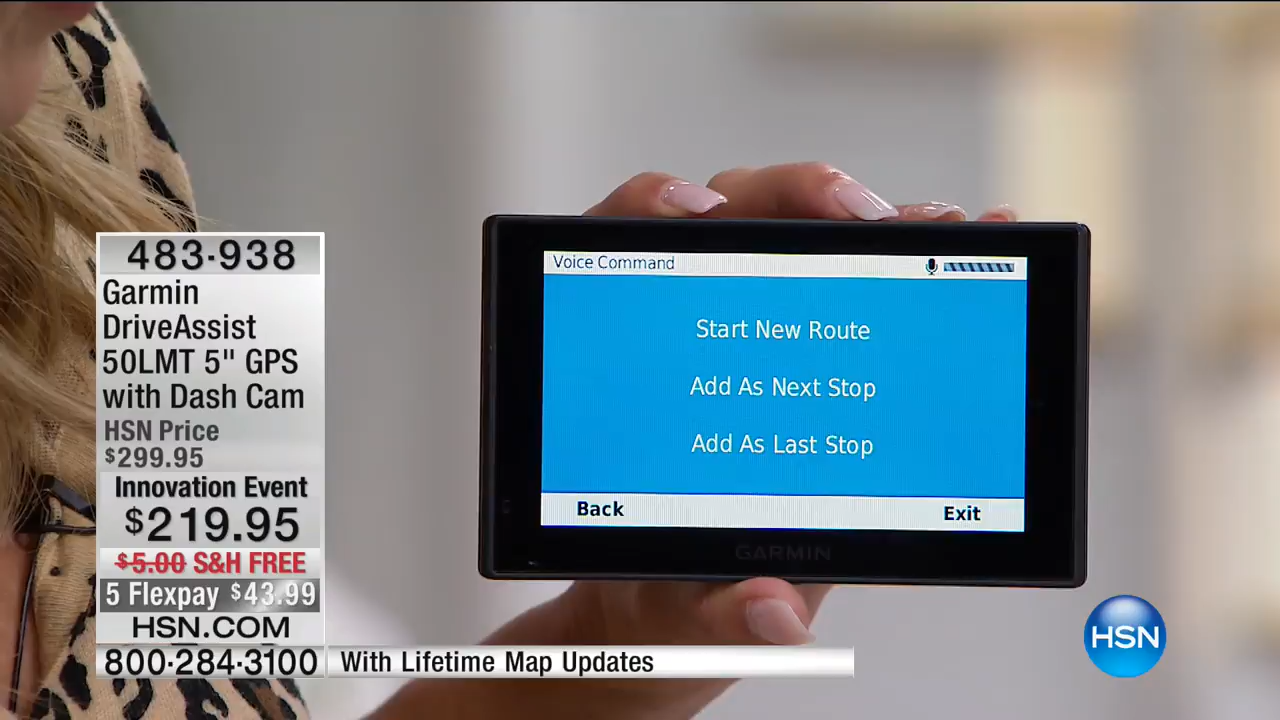 483-938
Garmin
DriveAssist
50LMT 5" GPS
with Dash Cam
HSN Price
$299.95
Innovation Event
$219.95
$5.00 S&H FREE
5 Flexpay $43.99
HSN.COM
800-284-3100
With Lifetime Map Updates
Voice Command
Start New Route
Add As Next Stop
Add As Last Stop
Back Exit
GARMIN
HSN